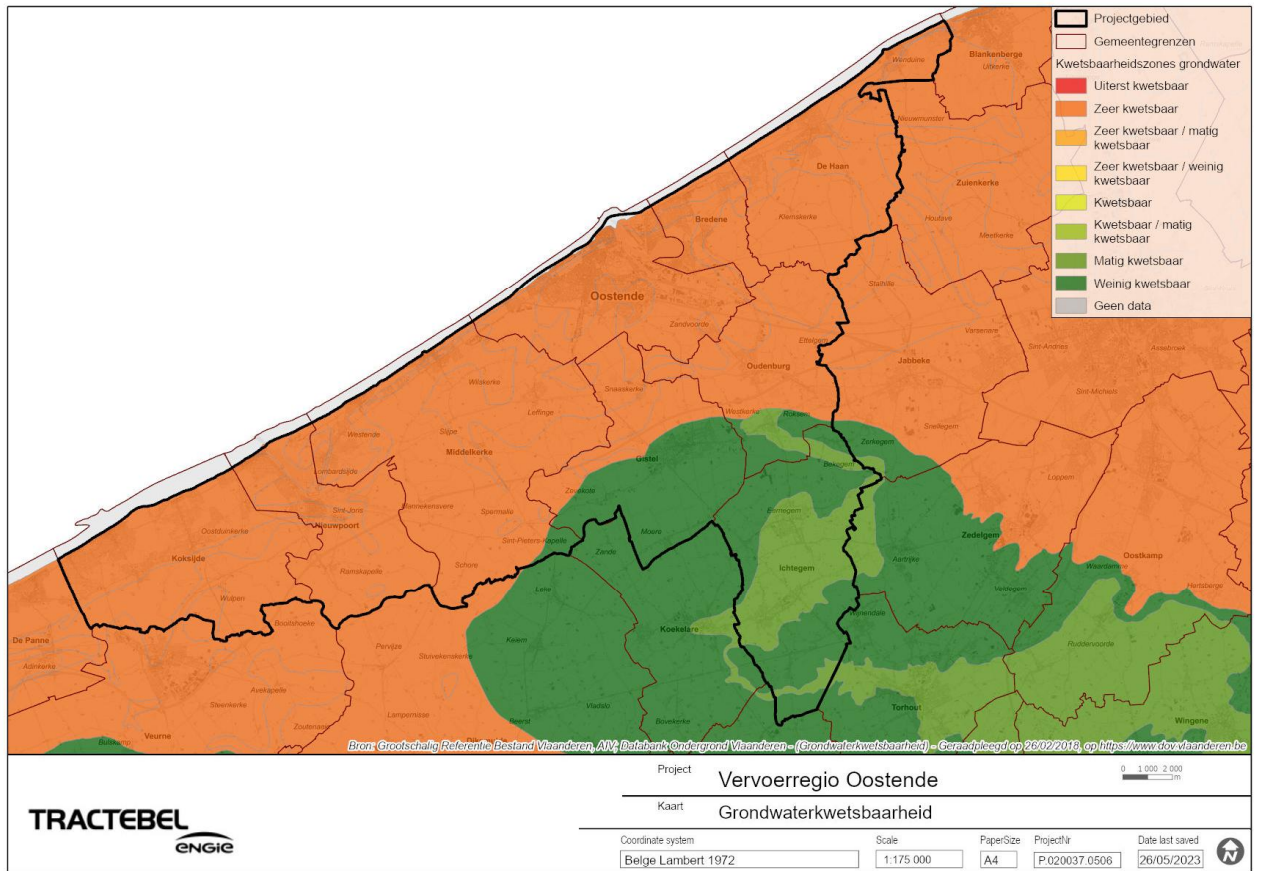 Projectgebied
Gemeentegrenzen
Kwetsbaarheidszones grondwater
Uiterst kwetsbaar
Zeer kwetsbaar
Zeer kwetsbaar / matig
kwetsbaar
Zeer kwetsbaar / weinig
kwetsbaar
Kwetsbaar
Kwetsbaar / matig
kwetsbaar
Matig kwetsbaar
Weinig kwetsbaar
Geen data
Blankenberge
Uitkerke
Wenduine
Nieuwmunster
De Haan
Zuienkerke
Klemskerke
Houtave
Meetkerke
Bredene
Oostende
Stalhille
Zandvoorde
Varsenare
Ettelgem
Sint-Andries
Assebroek
Oudenburg
Jabbeke
Wilskerke
Snaaskerke
Sint-Michiels
Leffinge
Westkerke
Roksem
Snellegem
Westende
Slijpe
Middelkerke
Zerkegem
Lombardsijde
Gistel
Bekegem
Loppem
Zevekote
Mannekensvere
Sint-Joris
Nieuwpoort
Spermalie
Eernegem
Oostduinkerke
Sint-Pieters-Kapelle
Moere
Zedelgem
Koksijde
Zande
Oostkamp
Ramskapelle
Schore
Ichtegem
Aartrijke
Waardamme
Leke
Veldegem
Hertsberge
Wulpen
Wijnendale
Booitshoeke
Koekelare
De Panne
Keiem
Pervijze
Ruddervoorde
Adinkerke
Stuivekenskerke
Avekapelle
Vladslo
Steenkerke
Torhout
Lampernisse
Beerst
Bovekerke
Wingene
Zoutenaaie
Veurne
Bulskamp
Bron: Grootschalig Referentie Bestand Vlaanderen, AIV; Databank Ondergrond Vlaanderen - (Grondwaterkwetsbaarheid) - Geraadpleegd op 26/02/2018, op https://www.dov.vlaanderen.be
Project
Vervoerregio Oostende
0 1 000 2 000
m
Kaart
Grondwaterkwetsbaarheid
TRACTEBEL
ENGIE
Coordinate system
Scale
PaperSize
ProjectNr
Date last saved
Belge Lambert 1972
1:175 000
A4
P.020037.0506
26/05/2023
N